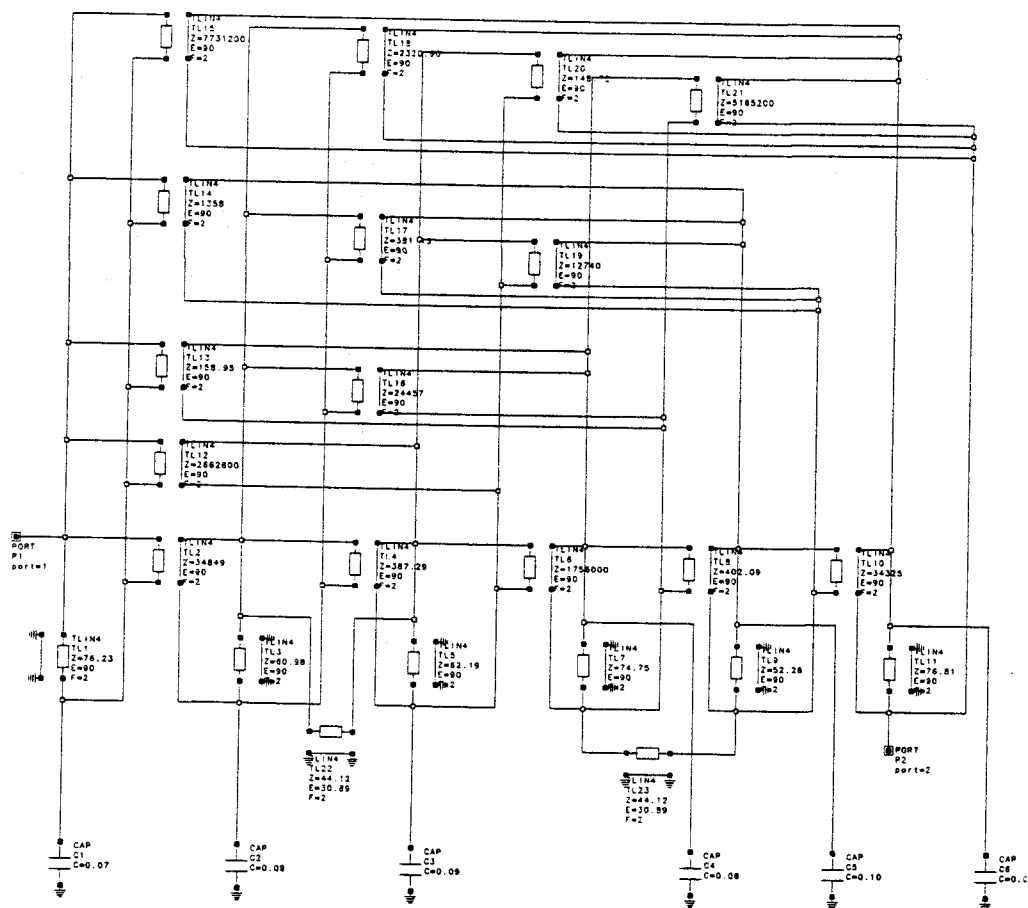 TLIN4
TL15
Z=7731200
E=90
F=2
TLIN4
TL18
Z=2320.90
E=90
F=2
TLIN4
TL20
E=90
F=2
TLIN4
TL21
Z=5185200
E=90
F=2
TLIN4
TL14
Z=1358
E=90
F=2
TLIN4
TL17
E=90
F=2
TLIN4
TL19
Z=12740
E=90
F=2
TLIN4
TL13
Z=158.95
E=90
F=2
TLIN4
TL16
Z=24457
E=90
F=2
TLIN4
TL12
Z=2662800
E=90
F=2
PORT
P1
port=1
TLIN4
TL2
Z=34849
E=90
F=2
TLIN4
TL4
Z=387.29
E=90
F=2
TLIN4
TL6
Z=1756000
E=90
F=2
TLIN4
TL8
Z=402.09
E=90
F=2
TLIN4
TL10
Z=34325
E=90
F=2
TLIN4
TL1
Z=76.23
E=90
F=2
TLIN4
TL3
Z=60.98
E=90
TLIN4
TL5
Z=62.19
E=90
TLIN4
TL7
Z=74.75
E=90
TLIN4
TL9
Z=52.26
E=90
TLIN4
TL11
Z=76.81
E=90
PORT
P2
port=2
TLIN4
TL22
Z=44.12
E=30.89
F=2
TLIN4
TL23
Z=44.12
E=30.89
F=2
CAP
C1
C=0.07
CAP
C2
C=0.09
CAP
C3
C=0.09
CAP
C4
C=0.08
CAP
C5
C=0.10
CAP
C6